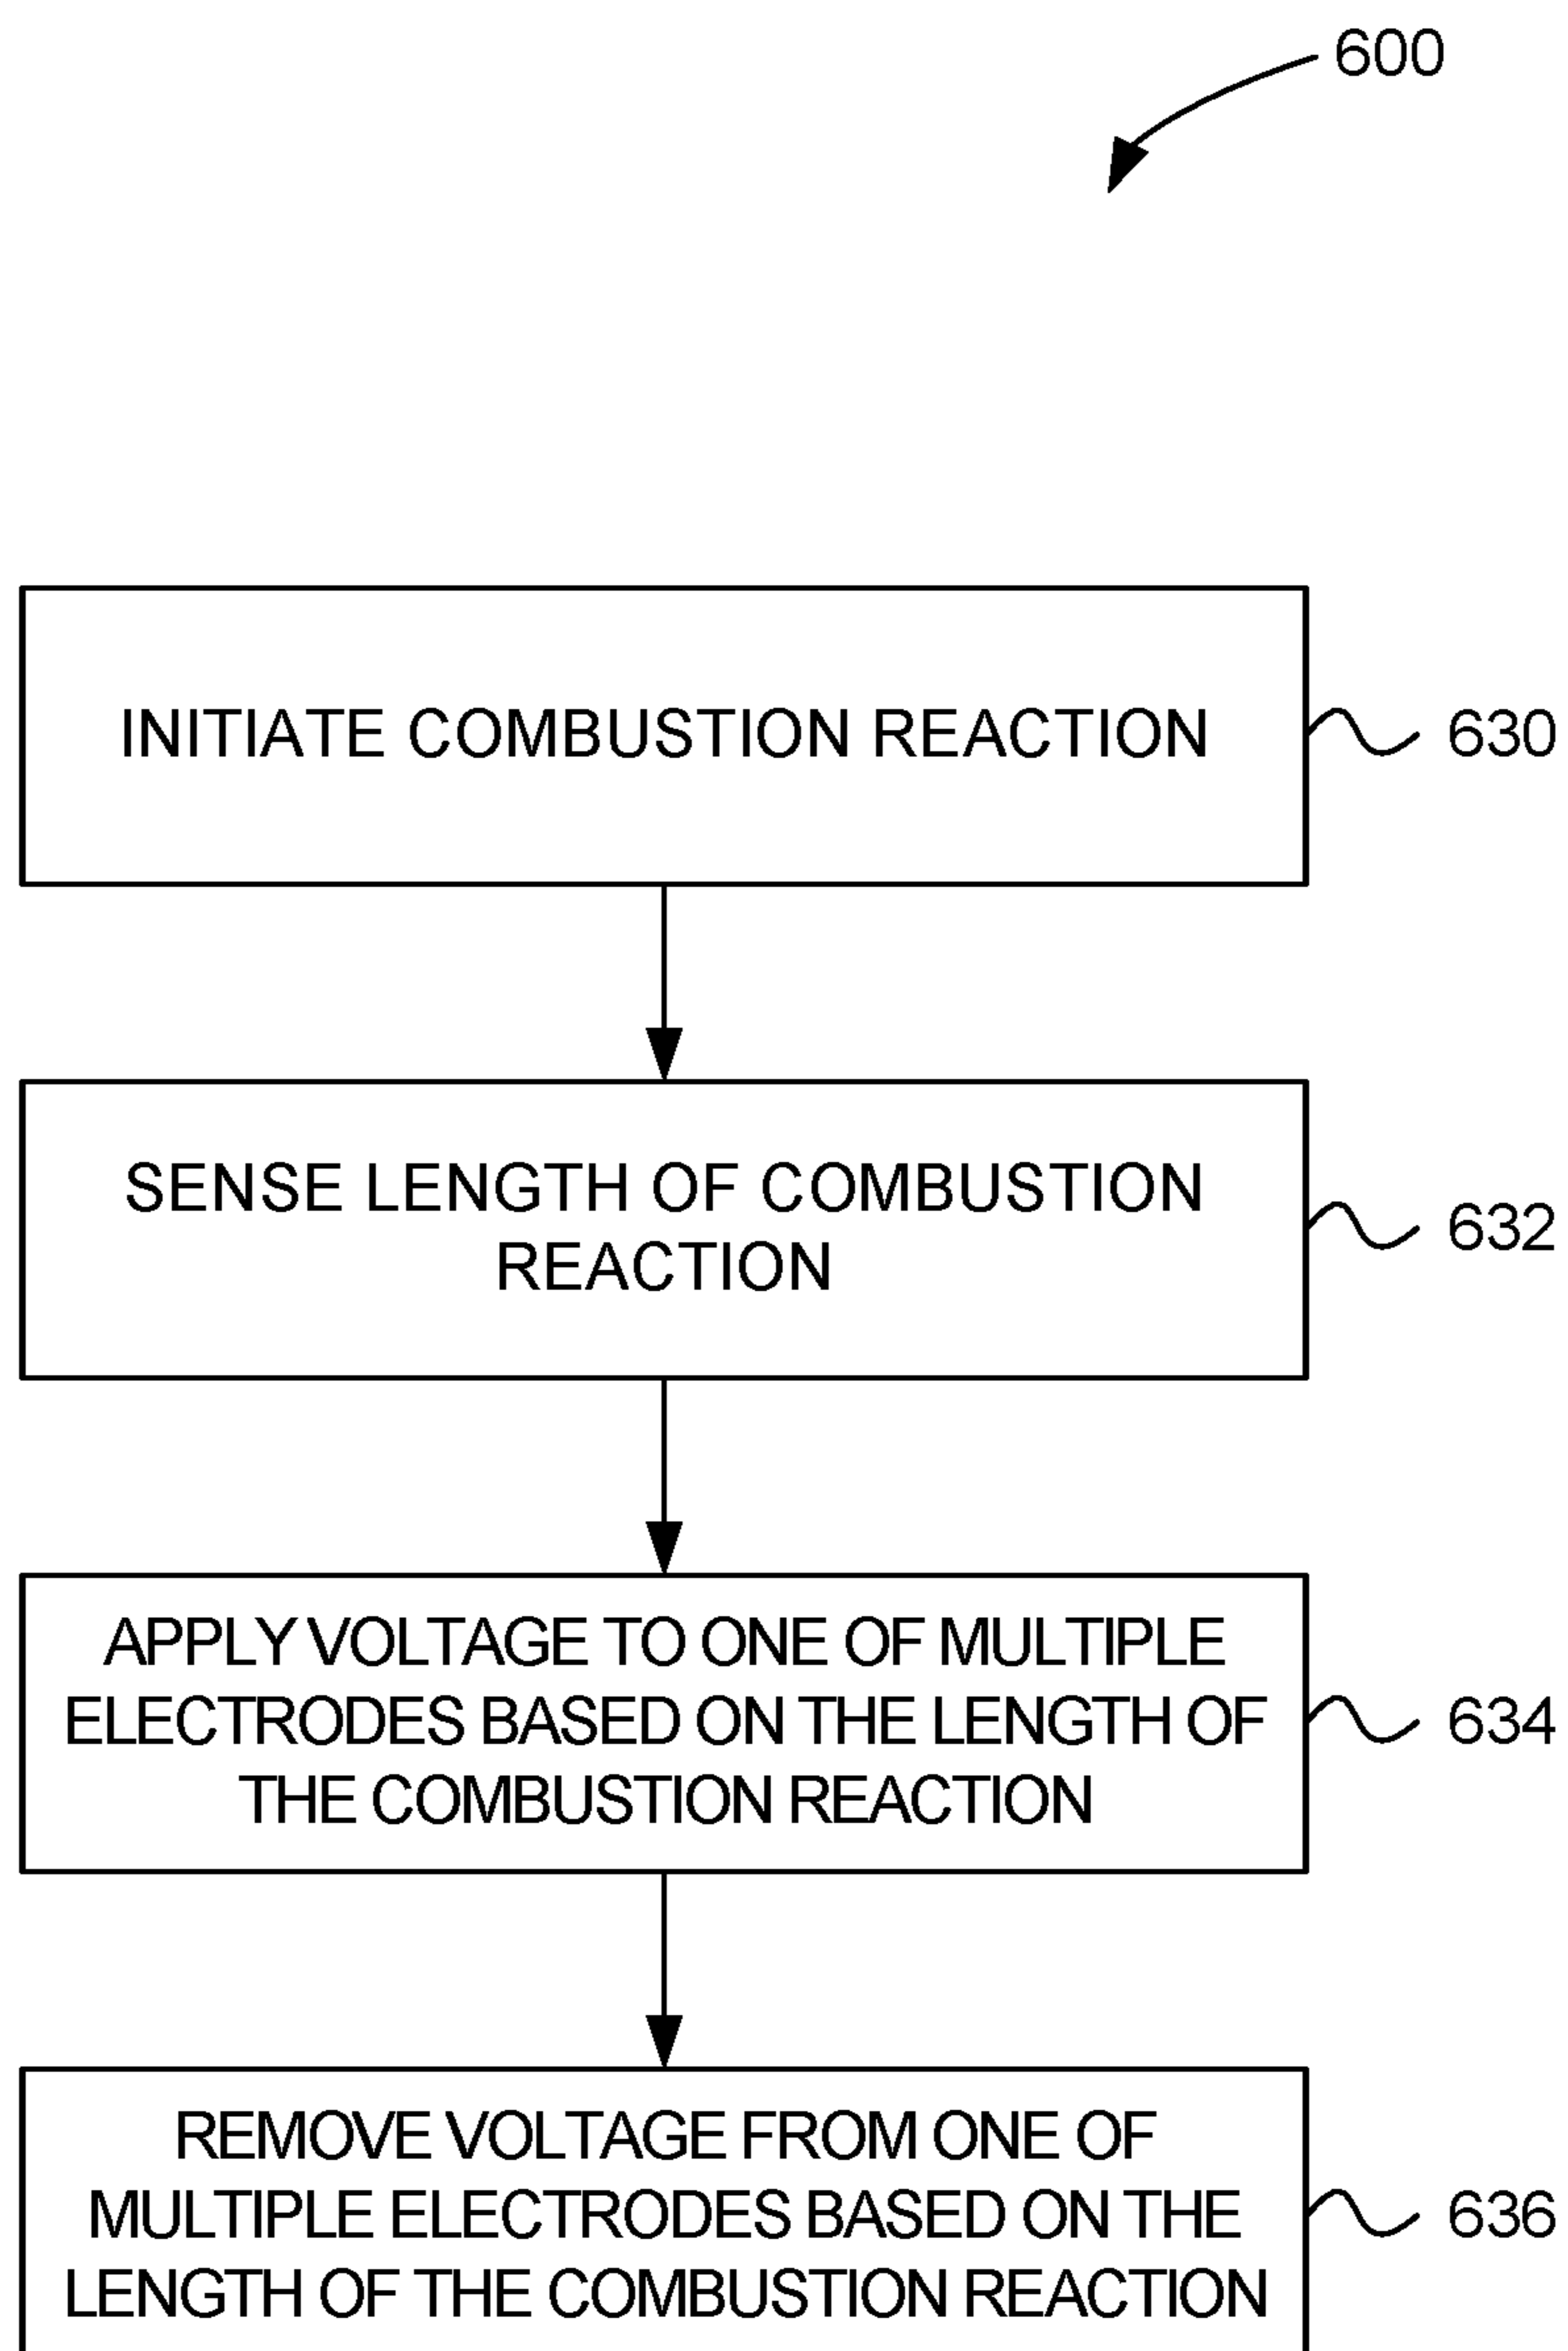 600
INITIATE COMBUSTION REACTION
630
SENSE LENGTH OF COMBUSTION
REACTION
632
APPLY VOLTAGE TO ONE OF MULTIPLE
ELECTRODES BASED ON THE LENGTH OF
THE COMBUSTION REACTION
634
REMOVE VOLTAGE FROM ONE OF
MULTIPLE ELECTRODES BASED ON THE
LENGTH OF THE COMBUSTION REACTION
636